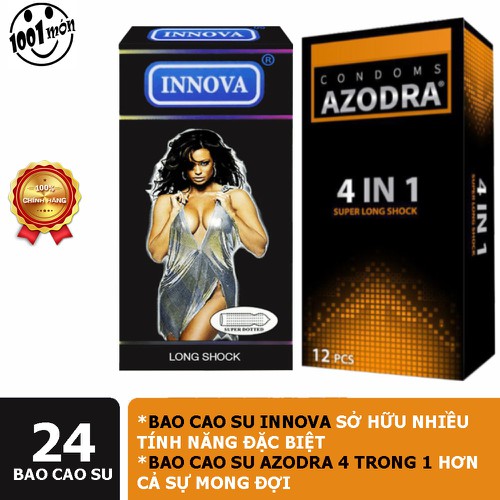 1001 món
INNOVA®
CONDOMS
AZODRA®
4 IN 1
SUPER LONG SHOCK
4 IN 1
SUPER LONG SHOCK
100%
CHÍNH HÃNG
SUPER DOTTED
LONG SHOCK
12 PCS
24
BAO CAO SU
*BAO CAO SU INNOVA SỞ HỮU NHIỀU
TÍNH NĂNG ĐẶC BIỆT
*BAO CAO SU AZODRA 4 TRONG 1 HƠN
CẢ SỰ MONG ĐỢI